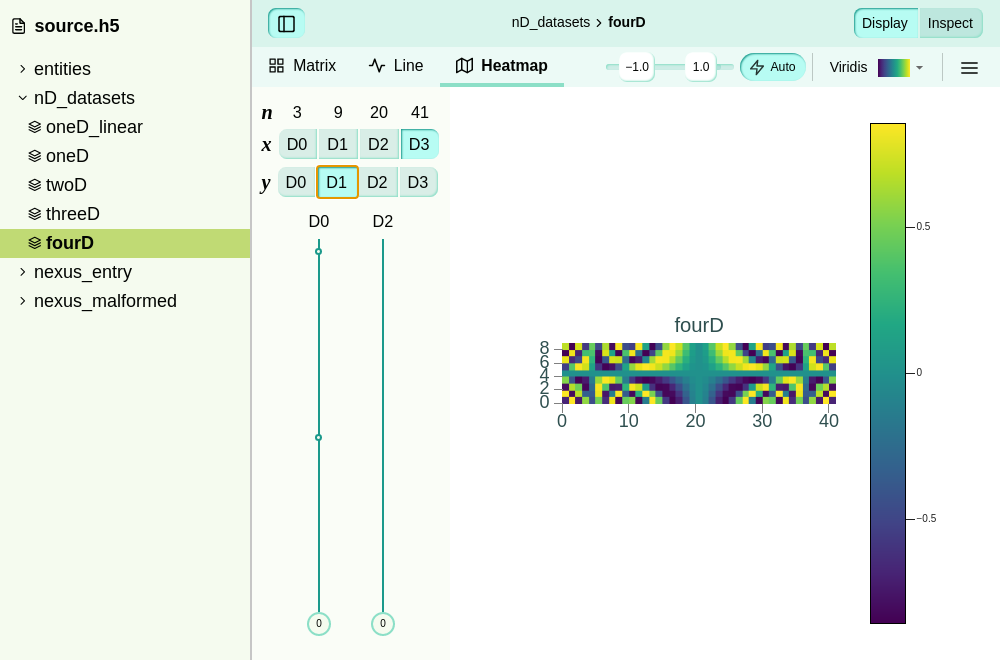 source.h5
nD_datasets > fourD
Display
Inspect
entities
nD_datasets
oneD_linear
oneD
twoD
threeD
fourD
nexus_entry
nexus_malformed
Matrix
Line
Heatmap
−1.0
1.0
Auto
Viridis
n 3 9 20 41
x D0 D1 D2 D3
y D0 D1 D2 D3
D0 D2
0 0
fourD
8
6
4
2
0
0 10 20 30 40
0.5
0
−0.5